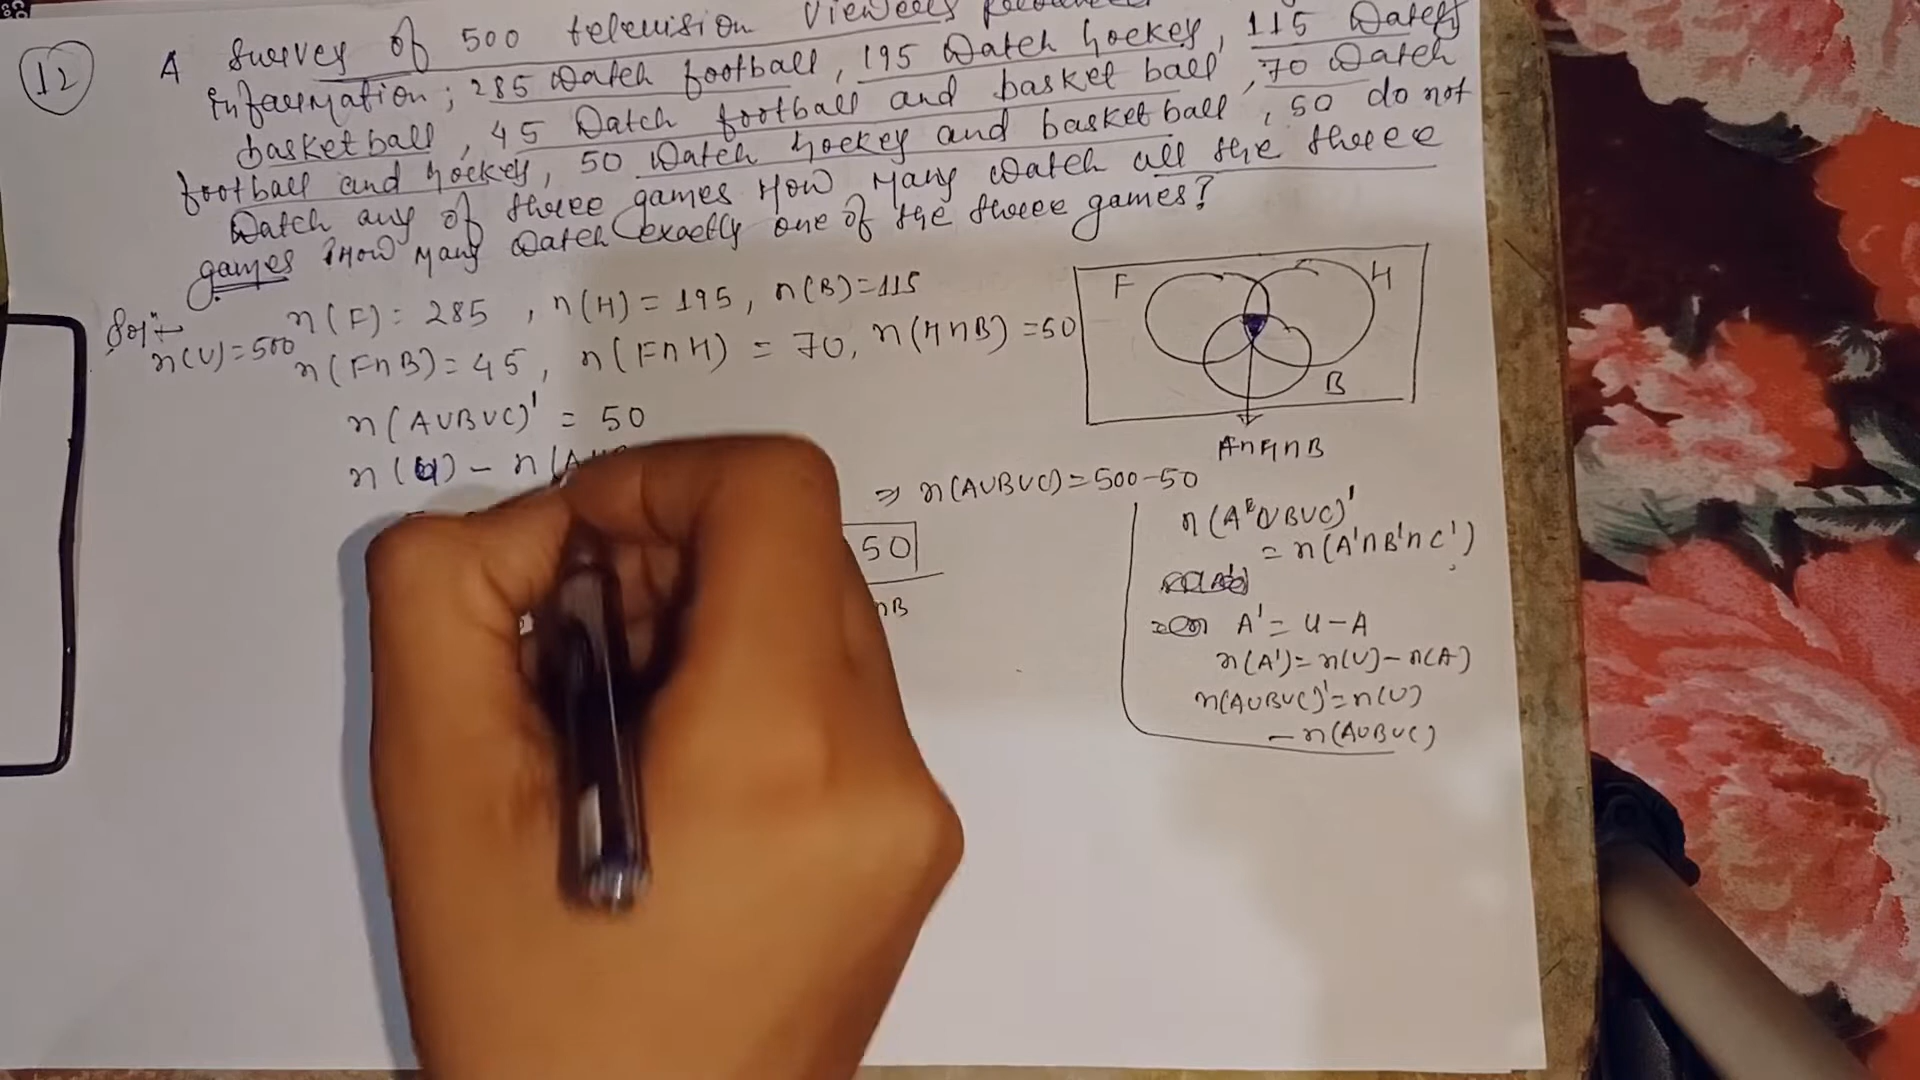 12
A Survey of 500 television Viewers
information; 285 Watch football, 195 Watch hockey, 115 Watch
basketball, 45 Watch football and basket ball, 70 Watch
football and hockey, 50 Watch hockey and basketball, 50 do not
Watch any of three games How Many Watch all the three
games ? How Many Watch exactly one of the three games?
Solⁿ
n(U)=500
n(F) = 285 , n(H) = 195, n(B)=115
n(F∩B)=45, n(F∩H) = 70, n(H∩B) =50
F
H
B
A∩H∩B
n(A∪B∪C)' = 50
n(U) - n(A
⇒ n(A∪B∪C)=500-50
50
∩B
n(A∪B∪C)'
= n(A'∩B'∩C')
A' = U - A
n(A')= n(U) - n(A)
n(A∪B∪C)'= n(U)
- n(A∪B∪C)